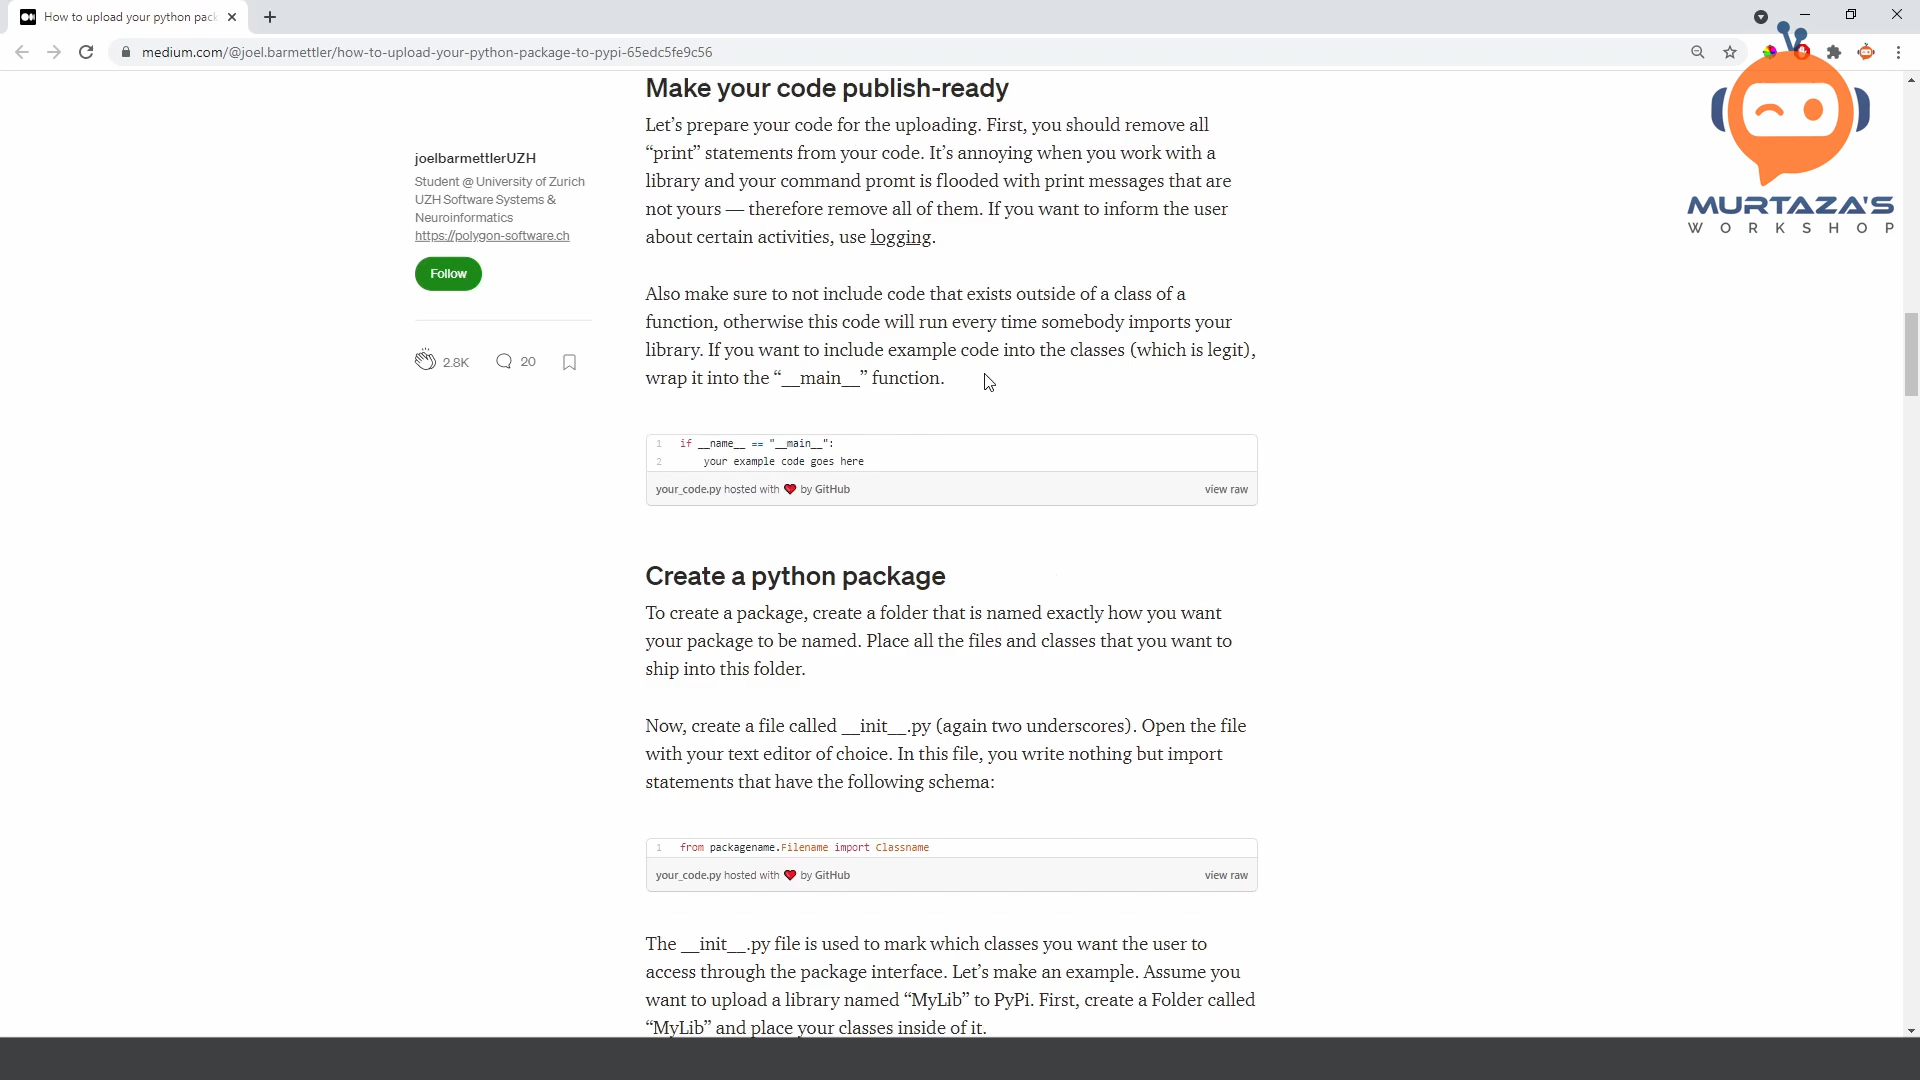 How to upload your python pack
medium.com/@joel.barmettler/how-to-upload-your-python-package-to-pypi-65edc5fe9c56
MURTAZA'S
WORKSHOP
joelbarmettlerUZH
Student @ University of Zurich
UZH Software Systems &
Neuroinformatics
https://polygon-software.ch
Follow
2.8K 20
Make your code publish-ready
Let's prepare your code for the uploading. First, you should remove all
“print” statements from your code. It's annoying when you work with a
library and your command promt is flooded with print messages that are
not yours — therefore remove all of them. If you want to inform the user
about certain activities, use logging.
Also make sure to not include code that exists outside of a class of a
function, otherwise this code will run every time somebody imports your
library. If you want to include example code into the classes (which is legit),
wrap it into the “__main__” function.
1 if __name__ == "__main__":
2 your example code goes here
your_code.py hosted with ❤ by GitHub view raw
Create a python package
To create a package, create a folder that is named exactly how you want
your package to be named. Place all the files and classes that you want to
ship into this folder.
Now, create a file called __init__.py (again two underscores). Open the file
with your text editor of choice. In this file, you write nothing but import
statements that have the following schema:
1 from packagename.Filename import Classname
your_code.py hosted with ❤ by GitHub view raw
The __init__.py file is used to mark which classes you want the user to
access through the package interface. Let's make an example. Assume you
want to upload a library named “MyLib” to PyPi. First, create a Folder called
“MyLib” and place your classes inside of it.